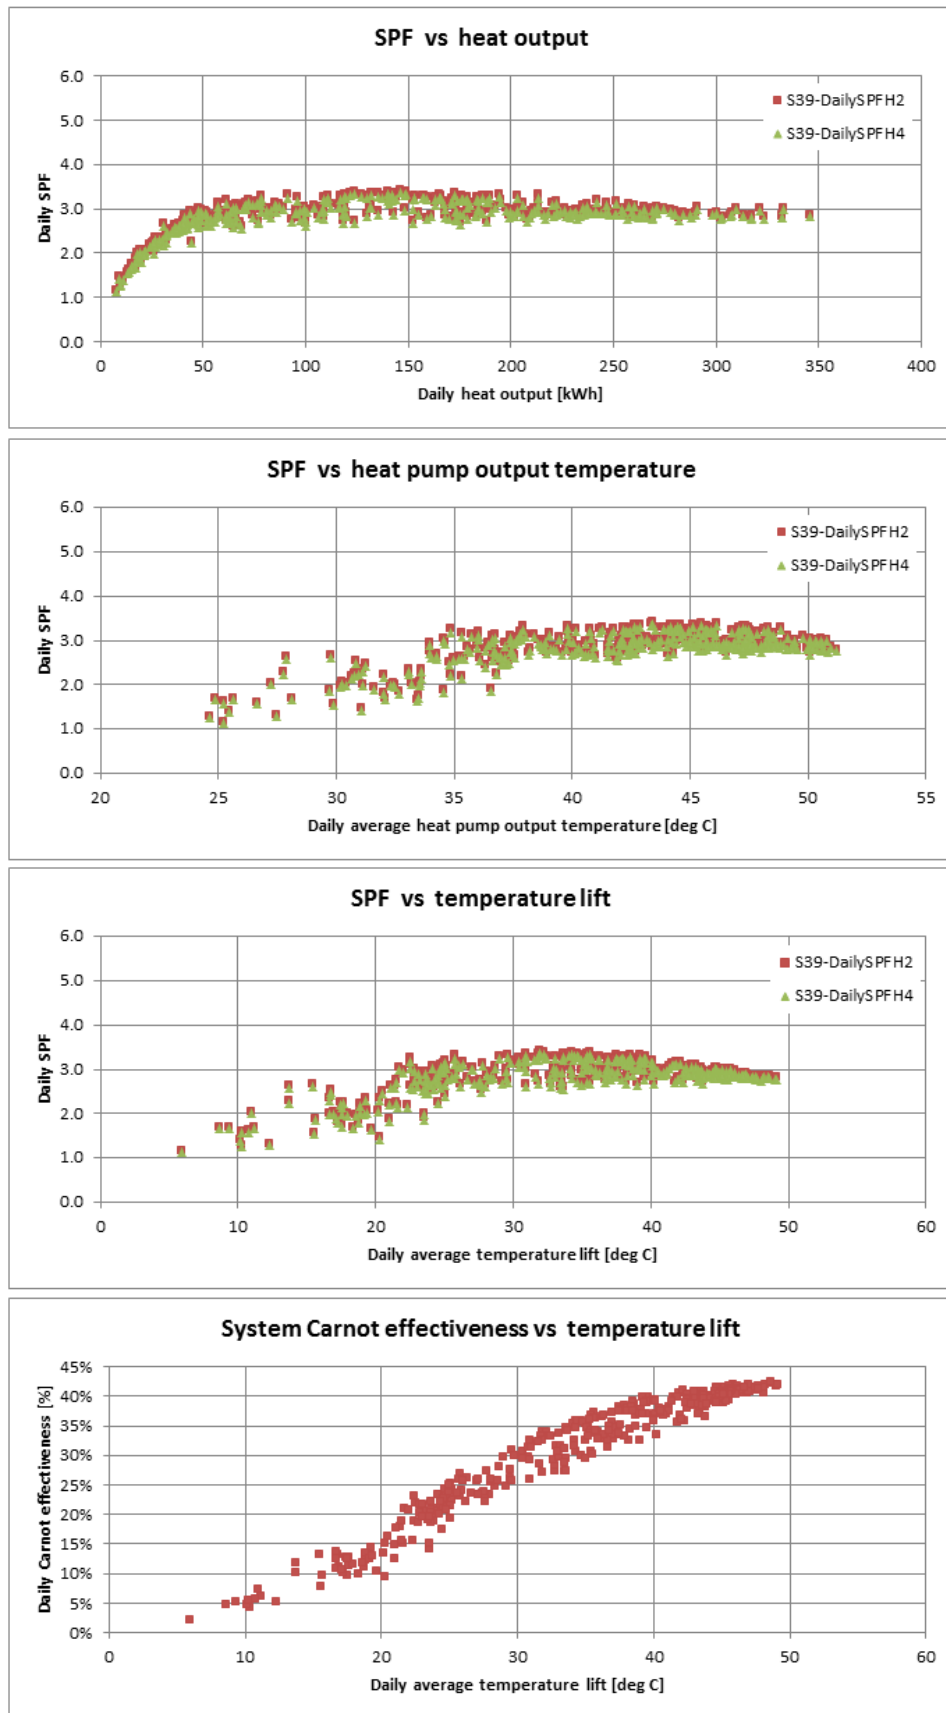 SPF vs heat output
6.0
5.0
4.0
3.0
2.0
1.0
0.0
Daily SPF
S39-DailySPFH2
S39-DailySPFH4
0 50 100 150 200 250 300 350 400
Daily heat output [kWh]
SPF vs heat pump output temperature
6.0
5.0
4.0
3.0
2.0
1.0
0.0
Daily SPF
S39-DailySPFH2
S39-DailySPFH4
20 25 30 35 40 45 50 55
Daily average heat pump output temperature [deg C]
SPF vs temperature lift
6.0
5.0
4.0
3.0
2.0
1.0
0.0
Daily SPF
S39-DailySPFH2
S39-DailySPFH4
0 10 20 30 40 50 60
Daily average temperature lift [deg C]
System Carnot effectiveness vs temperature lift
45%
40%
35%
30%
25%
20%
15%
10%
5%
0%
Daily Carnot effectiveness [%]
0 10 20 30 40 50 60
Daily average temperature lift [deg C]